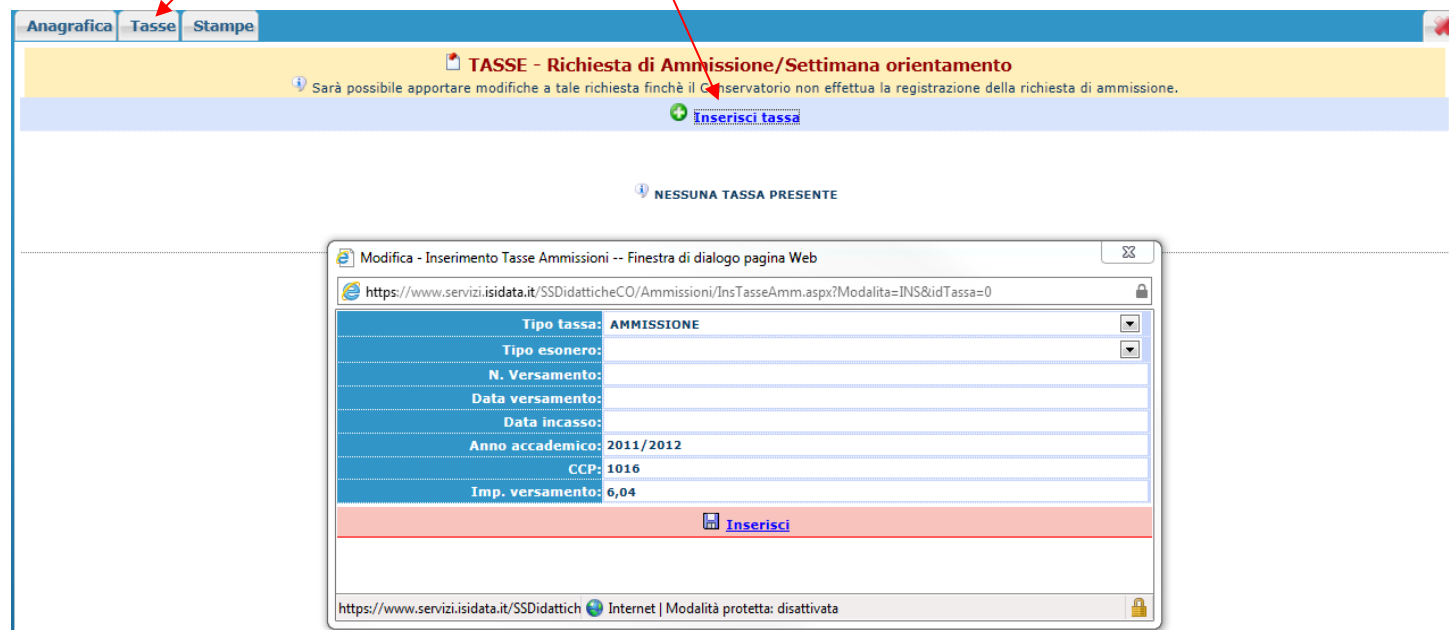 Anagrafica Tasse Stampe
TASSE - Richiesta di Ammissione/Settimana orientamento
Sarà possibile apportare modifiche a tale richiesta finchè il Conservatorio non effettua la registrazione della richiesta di ammissione.
Inserisci tassa
NESSUNA TASSA PRESENTE
Modifica - Inserimento Tasse Ammissioni -- Finestra di dialogo pagina Web
https://www.servizi.isidata.it/SSDidatticheCO/Ammissioni/InsTasseAmm.aspx?Modalita=INS&idTassa=0
Tipo tassa: AMMISSIONE
Tipo esonero:
N. Versamento:
Data versamento:
Data incasso:
Anno accademico: 2011/2012
CCP: 1016
Imp. versamento: 6,04
Inserisci
https://www.servizi.isidata.it/SSDidattich Internet | Modalità protetta: disattivata